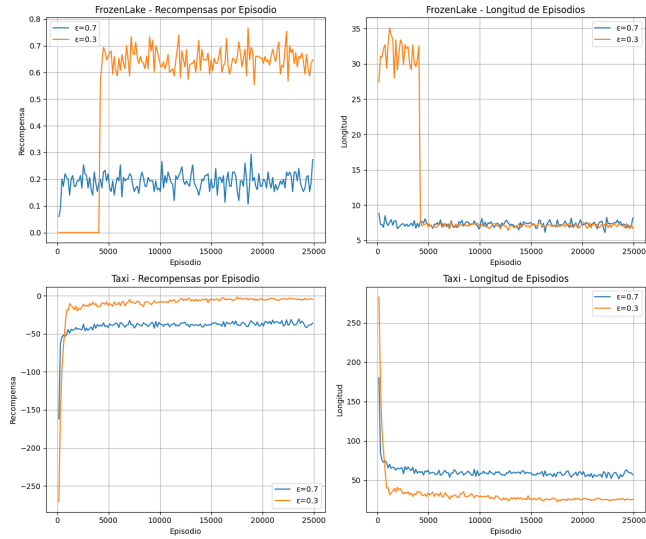 FrozenLake - Recompensas por Episodio
0.8
0.7
0.6
0.5
0.4
0.3
0.2
0.1
0.0
Recompensa
ε=0.7
ε=0.3
0 5000 10000 15000 20000 25000
Episodio
FrozenLake - Longitud de Episodios
35
30
25
20
15
10
5
Longitud
ε=0.7
ε=0.3
0 5000 10000 15000 20000 25000
Episodio
Taxi - Recompensas por Episodio
0
−50
−100
−150
−200
−250
Recompensa
ε=0.7
ε=0.3
0 5000 10000 15000 20000 25000
Episodio
Taxi - Longitud de Episodios
250
200
150
100
50
Longitud
ε=0.7
ε=0.3
0 5000 10000 15000 20000 25000
Episodio